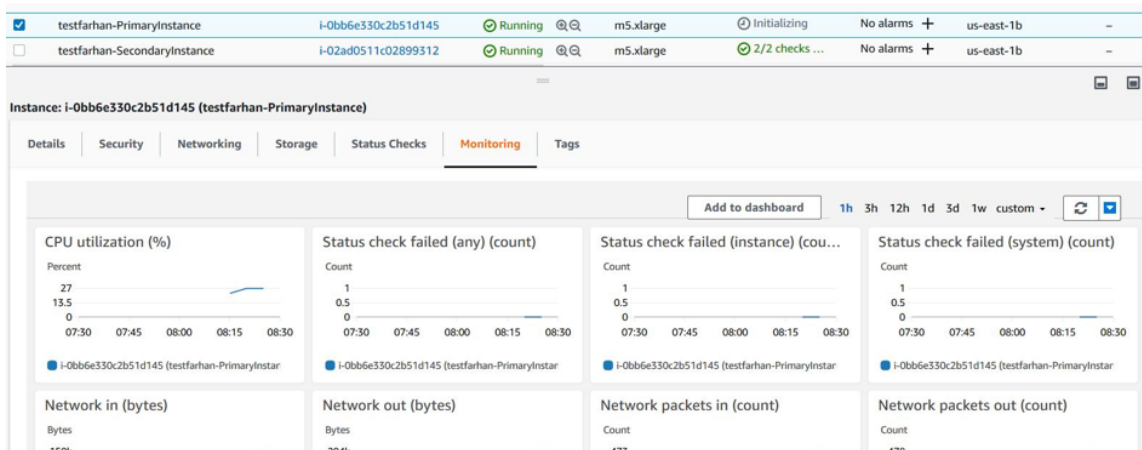 testfarhan-PrimaryInstance i-0bb6e330c2b51d145 Running m5.xlarge Initializing No alarms + us-east-1b –
testfarhan-SecondaryInstance i-02ad0511c02899312 Running m5.xlarge 2/2 checks ... No alarms + us-east-1b –
Instance: i-0bb6e330c2b51d145 (testfarhan-PrimaryInstance)
Details Security Networking Storage Status Checks Monitoring Tags
Add to dashboard 1h 3h 12h 1d 3d 1w custom
CPU utilization (%)
Percent
27
13.5
0
07:30 07:45 08:00 08:15 08:30
i-0bb6e330c2b51d145 (testfarhan-PrimaryInstar
Status check failed (any) (count)
Count
1
0.5
0
07:30 07:45 08:00 08:15 08:30
i-0bb6e330c2b51d145 (testfarhan-PrimaryInstar
Status check failed (instance) (cou...
Count
1
0.5
0
07:30 07:45 08:00 08:15 08:30
i-0bb6e330c2b51d145 (testfarhan-PrimaryInstar
Status check failed (system) (count)
Count
1
0.5
0
07:30 07:45 08:00 08:15 08:30
i-0bb6e330c2b51d145 (testfarhan-PrimaryInstar
Network in (bytes)
Bytes
Network out (bytes)
Bytes
Network packets in (count)
Count
Network packets out (count)
Count